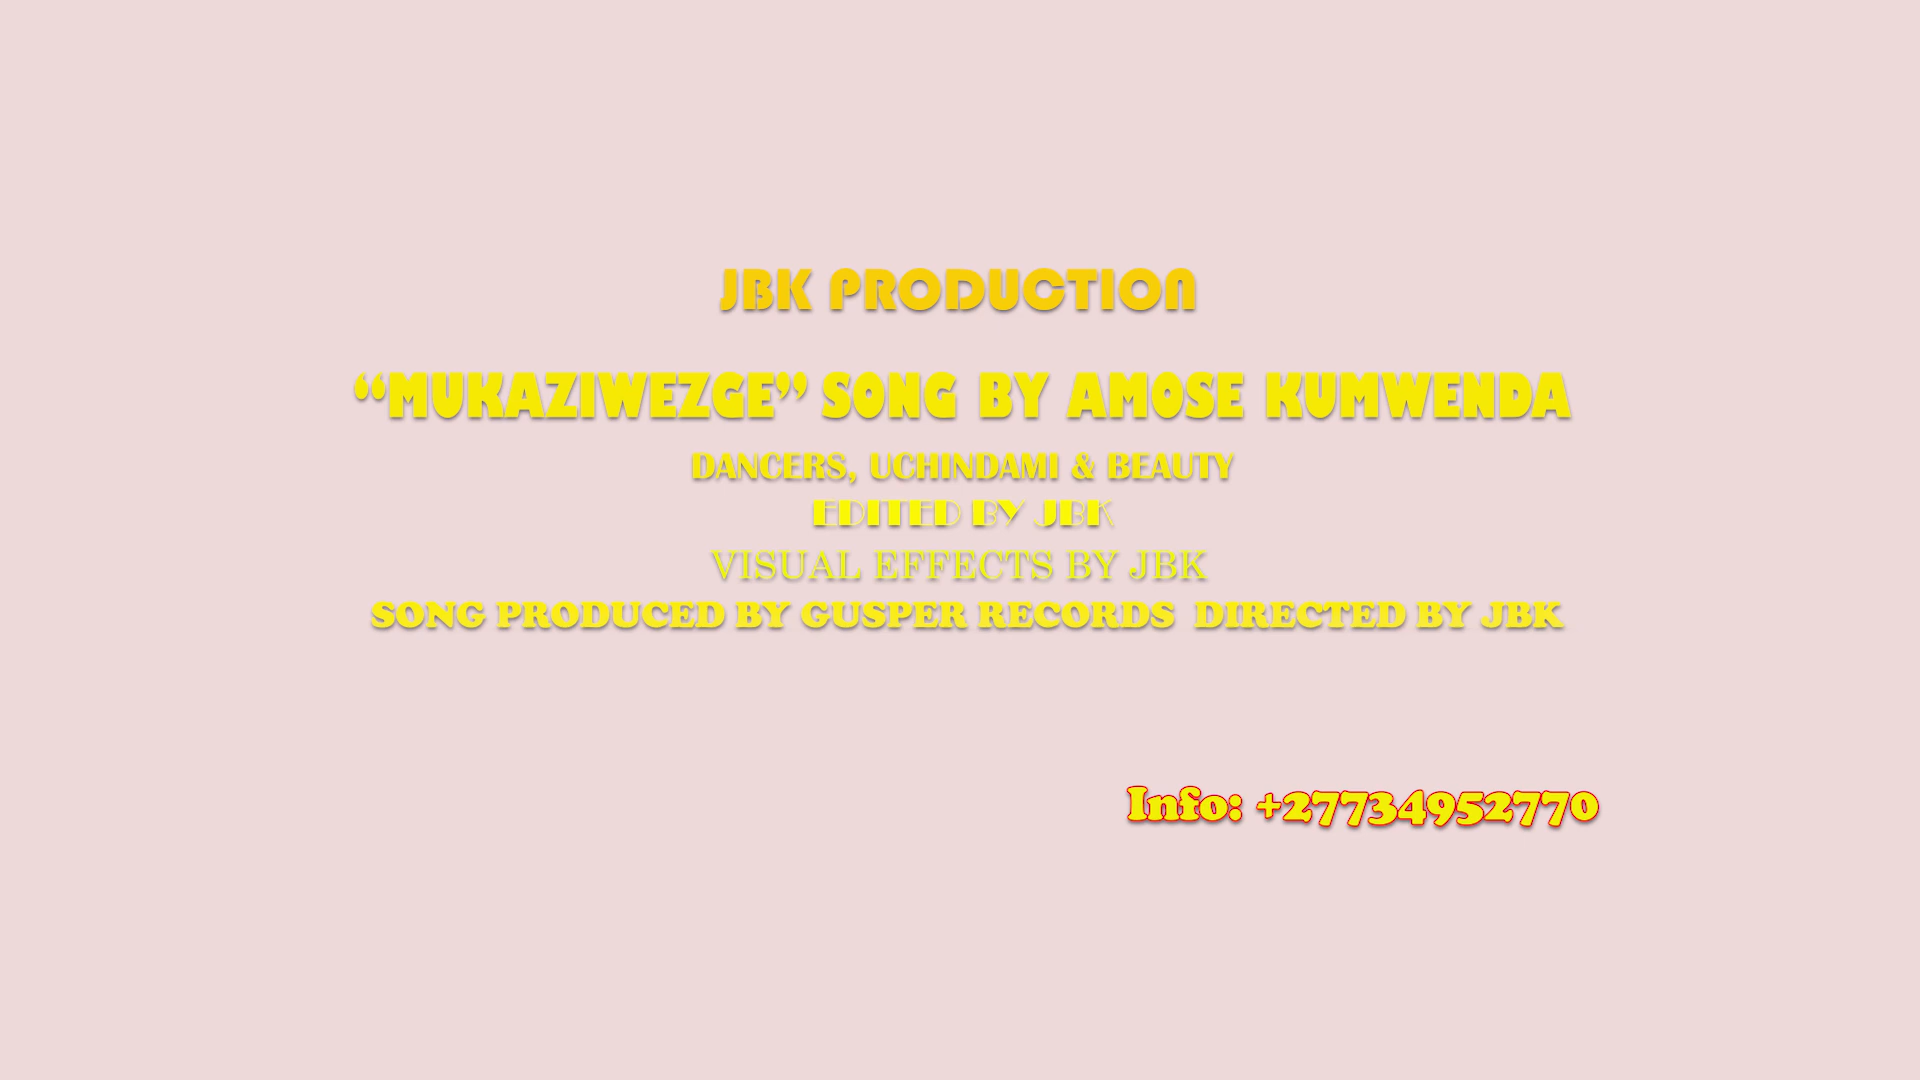 JBK PRODUCTION
“MUKAZIWEZGE” SONG BY AMOSE KUMWENDA
DANCERS, UCHINDAMI & BEAUTY
EDITED BY JBK
VISUAL EFFECTS BY JBK
SONG PRODUCED BY GUSPER RECORDS DIRECTED BY JBK
Info: +27734952770